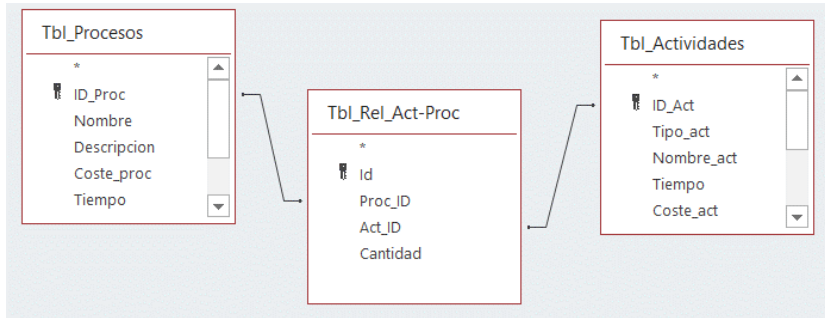 Tbl_Procesos
*
ID_Proc
Nombre
Descripcion
Coste_proc
Tiempo
Tbl_Rel_Act-Proc
*
Id
Proc_ID
Act_ID
Cantidad
Tbl_Actividades
*
ID_Act
Tipo_act
Nombre_act
Tiempo
Coste_act